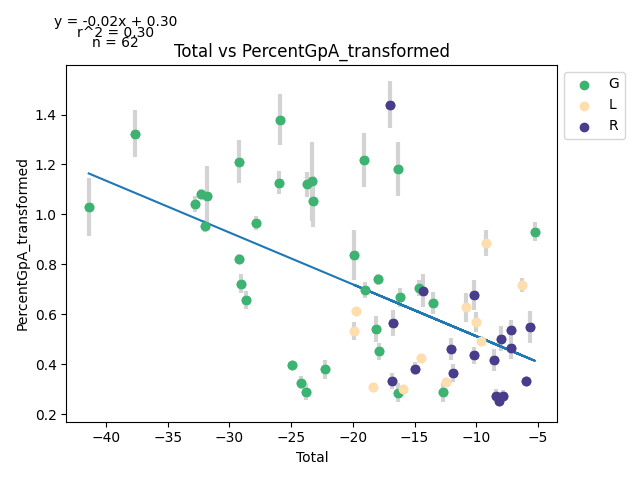 y = -0.02x + 0.30
r^2 = 0.30
n = 62
Total vs PercentGpA_transformed
G
L
R
PercentGpA_transformed
1.4
1.2
1.0
0.8
0.6
0.4
0.2
−40 −35 −30 −25 −20 −15 −10 −5
Total